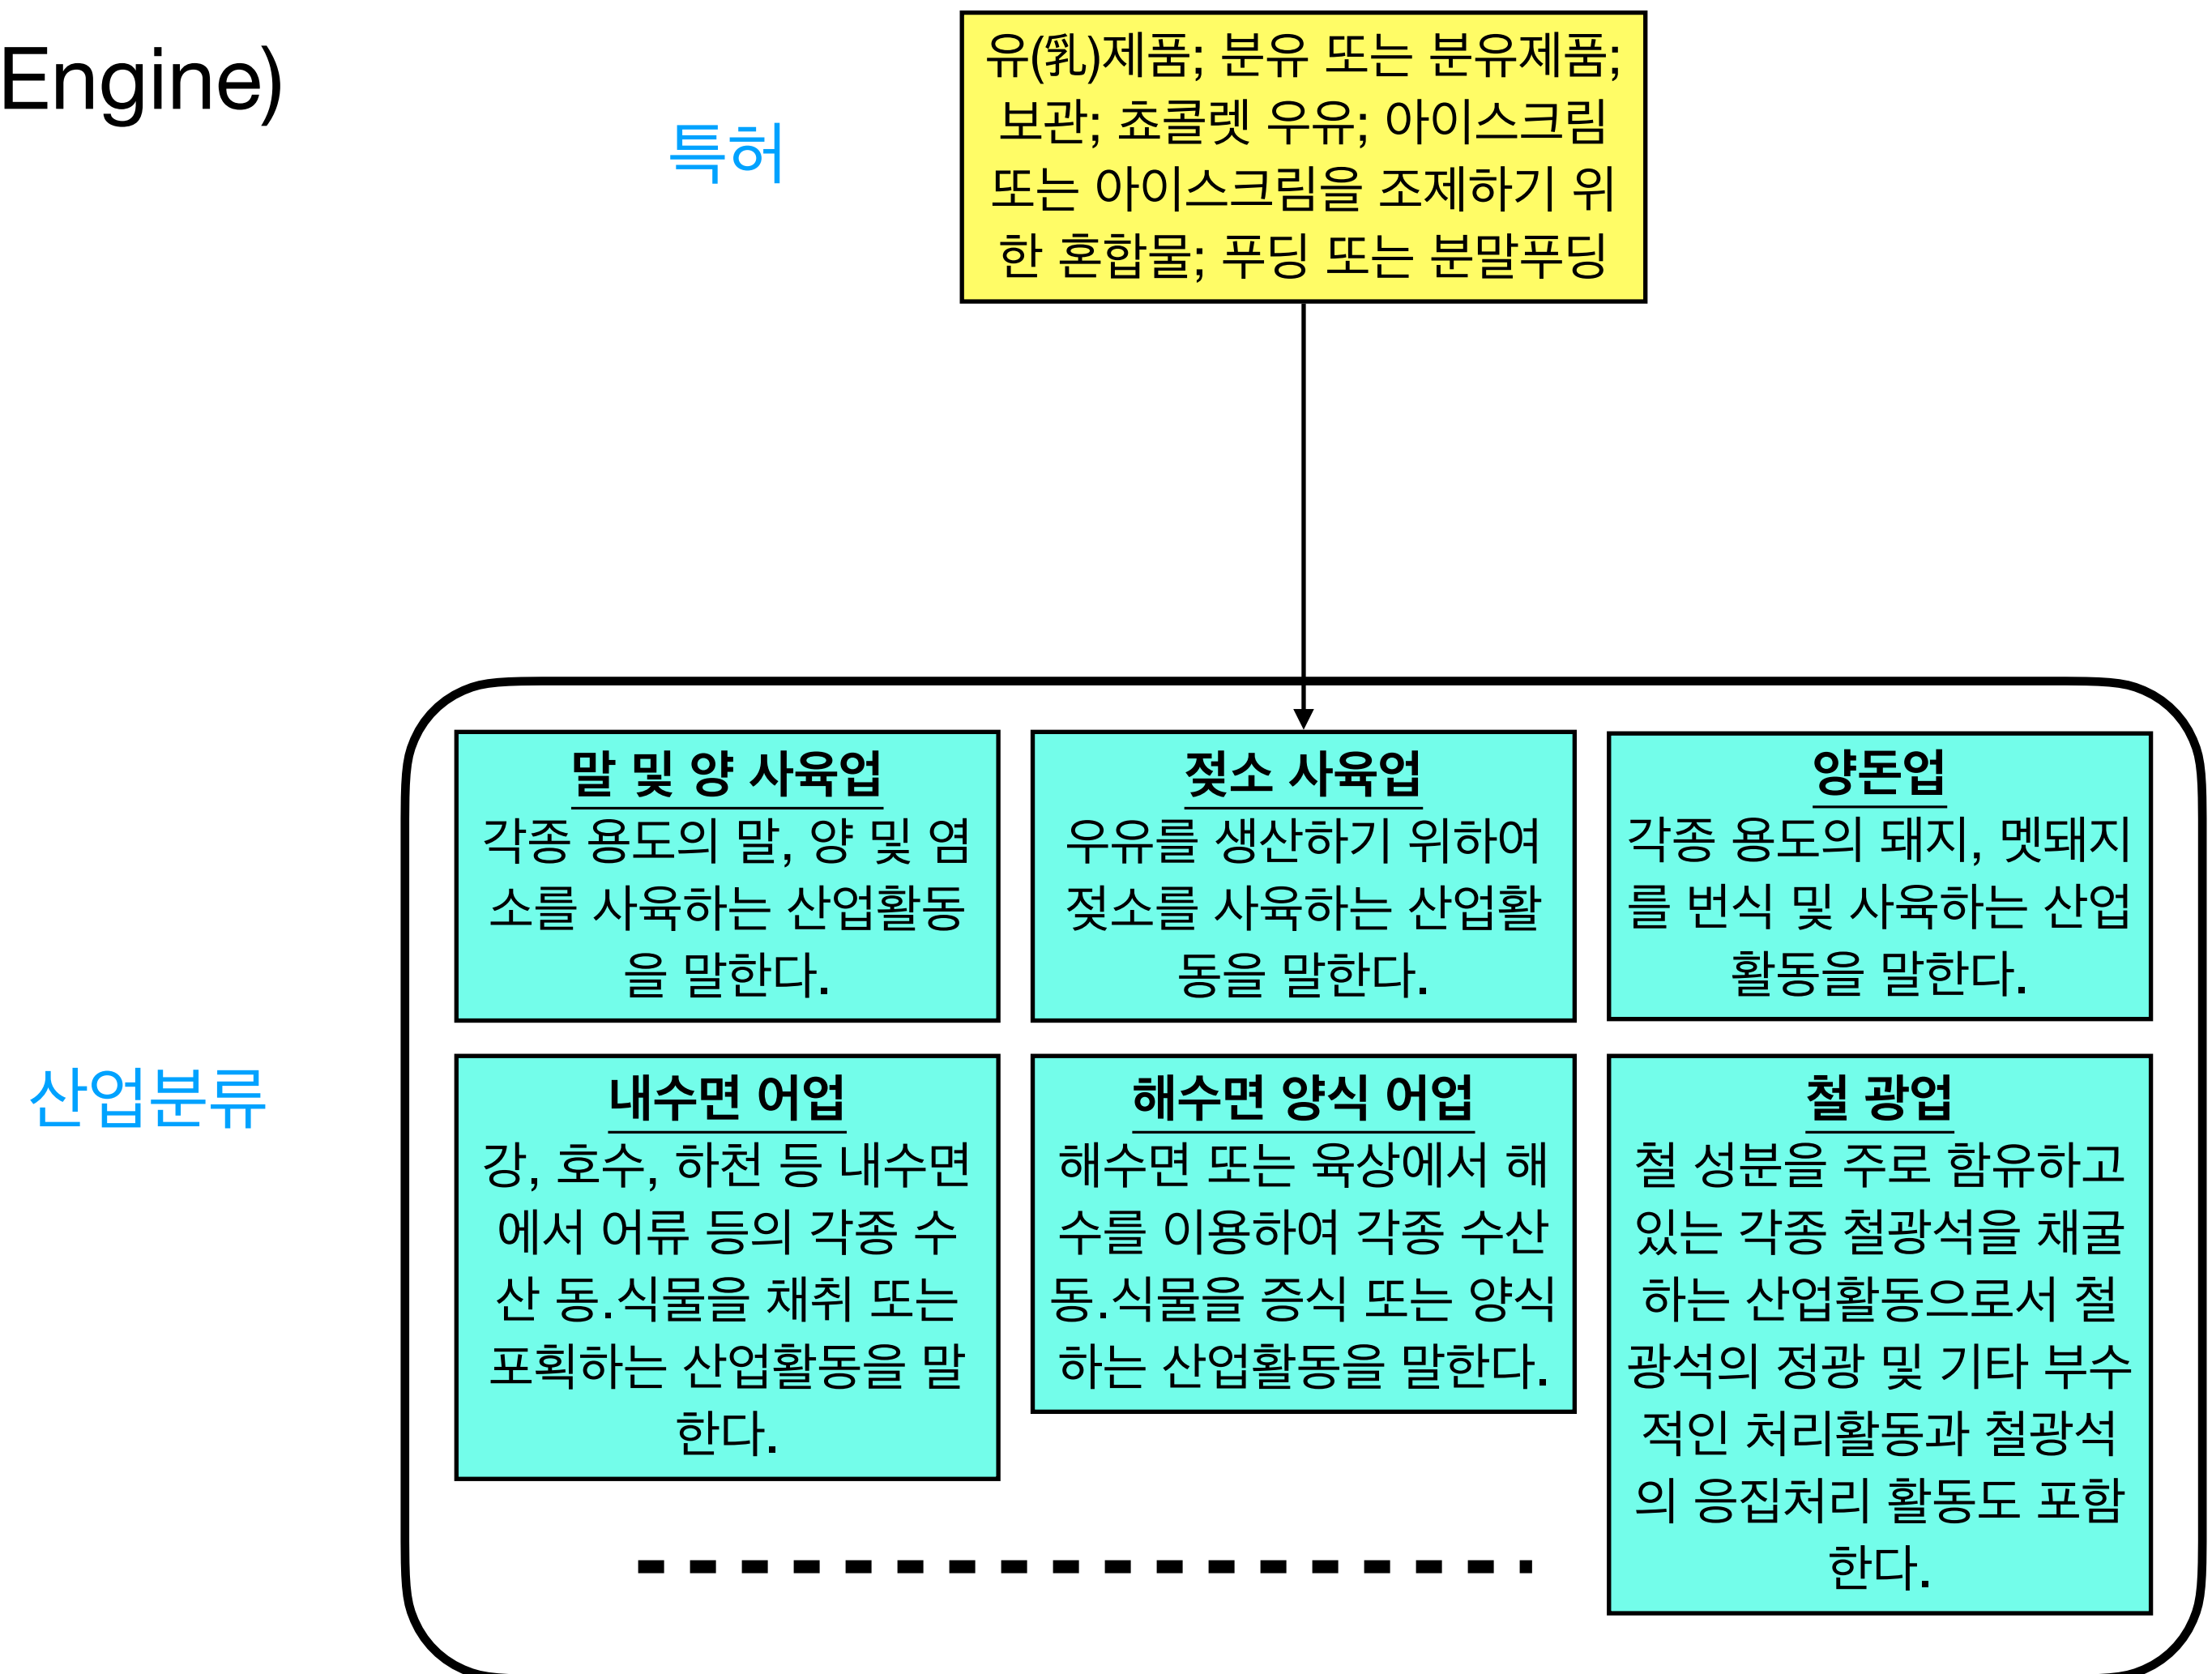 Engine)
특허
유(乳)제품; 분유 또는 분유제품;
보관; 초콜렛 우유; 아이스크림
또는 아이스크림을 조제하기 위
한 혼합물; 푸딩 또는 분말푸딩
산업분류
말 및 양 사육업
각종 용도의 말, 양 및 염
소를 사육하는 산업활동
을 말한다.
젖소 사육업
우유를 생산하기 위하여
젖소를 사육하는 산업활
동을 말한다.
양돈업
각종 용도의 돼지, 멧돼지
를 번식 및 사육하는 산업
활동을 말한다.
내수면 어업
강, 호수, 하천 등 내수면
에서 어류 등의 각종 수
산 동.식물을 채취 또는
포획하는 산업활동을 말
한다.
해수면 양식 어업
해수면 또는 육상에서 해
수를 이용하여 각종 수산
동.식물을 증식 또는 양식
하는 산업활동을 말한다.
철 광업
철 성분을 주로 함유하고
있는 각종 철광석을 채굴
하는 산업활동으로서 철
광석의 정광 및 기타 부수
적인 처리활동과 철광석
의 응집처리 활동도 포함
한다.